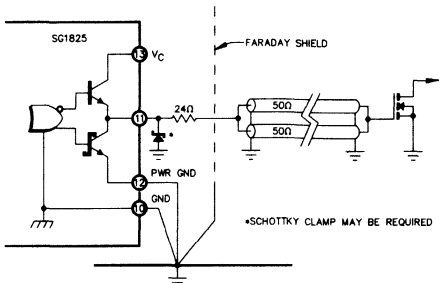 SG1825
13 VC
FARADAY SHIELD
11
24Ω
50Ω
50Ω
12 PWR GND
10 GND
*SCHOTTKY CLAMP MAY BE REQUIRED
*